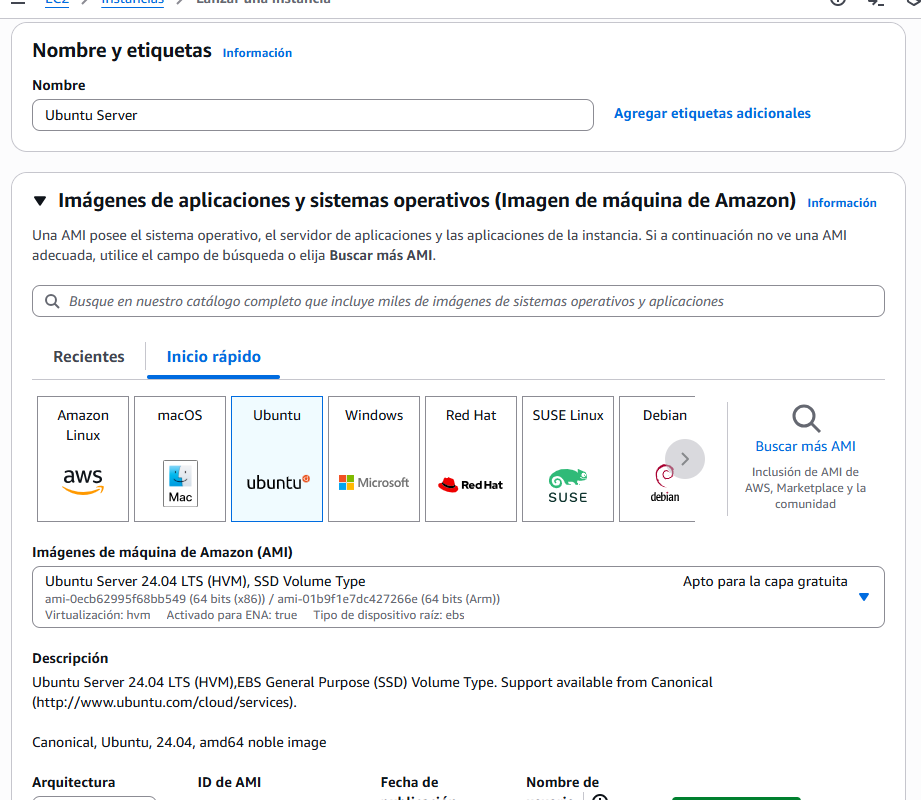 EC2 > Instancias > Lanzar una instancia
Nombre y etiquetas Información
Nombre
Ubuntu Server
Agregar etiquetas adicionales
Imágenes de aplicaciones y sistemas operativos (Imagen de máquina de Amazon) Información
Una AMI posee el sistema operativo, el servidor de aplicaciones y las aplicaciones de la instancia. Si a continuación no ve una AMI
adecuada, utilice el campo de búsqueda o elija Buscar más AMI.
Busque en nuestro catálogo completo que incluye miles de imágenes de sistemas operativos y aplicaciones
Recientes
Inicio rápido
Amazon
Linux
aws
macOS
Mac
Ubuntu
ubuntu
Windows
Microsoft
Red Hat
Red Hat
SUSE Linux
SUSE
Debian
debian
Buscar más AMI
Inclusión de AMI de
AWS, Marketplace y la
comunidad
Imágenes de máquina de Amazon (AMI)
Ubuntu Server 24.04 LTS (HVM), SSD Volume Type Apto para la capa gratuita
ami-0ecb62995f68bb549 (64 bits (x86)) / ami-01b9f1e7dc427266e (64 bits (Arm))
Virtualización: hvm Activado para ENA: true Tipo de dispositivo raíz: ebs
Descripción
Ubuntu Server 24.04 LTS (HVM),EBS General Purpose (SSD) Volume Type. Support available from Canonical
(http://www.ubuntu.com/cloud/services).
Canonical, Ubuntu, 24.04, amd64 noble image
Arquitectura ID de AMI Fecha de Nombre de
publicación usuario